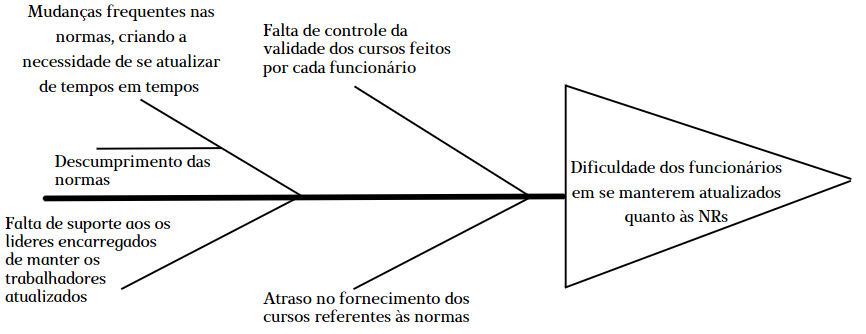 Mudanças frequentes nas
normas, criando a
necessidade de se atualizar
de tempos em tempos
Falta de controle da
validade dos cursos feitos
por cada funcionário
Descumprimento das
normas
Dificuldade dos funcionários
em se manterem atualizados
quanto às NRs
Falta de suporte aos os
lideres encarregados
de manter os
trabalhadores
atualizados
Atraso no fornecimento dos
cursos referentes às normas